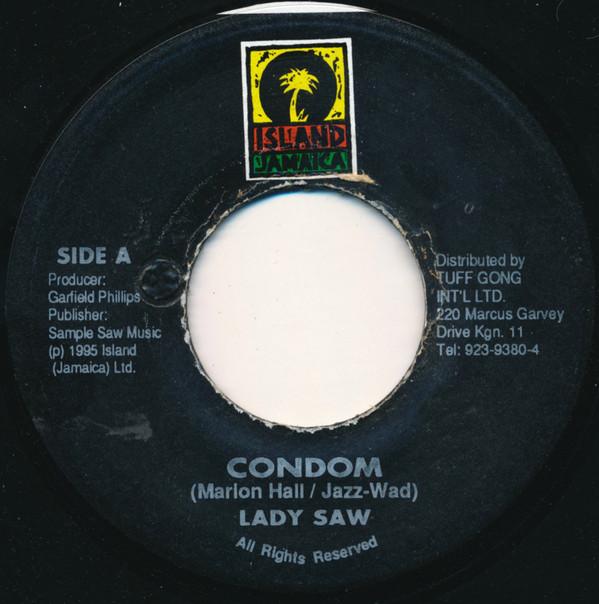 ISLAND
JAMAICA
SIDE A
Producer:
Garfield Phillips
Publisher:
Sample Saw Music
(p) 1995 Island
(Jamaica) Ltd.
Distributed by
TUFF GONG
INT'L LTD.
220 Marcus Garvey
Drive Kgn. 11
Tel: 923-9380-4
CONDOM
(Marlon Hall / Jazz-Wad)
LADY SAW
All Rights Reserved